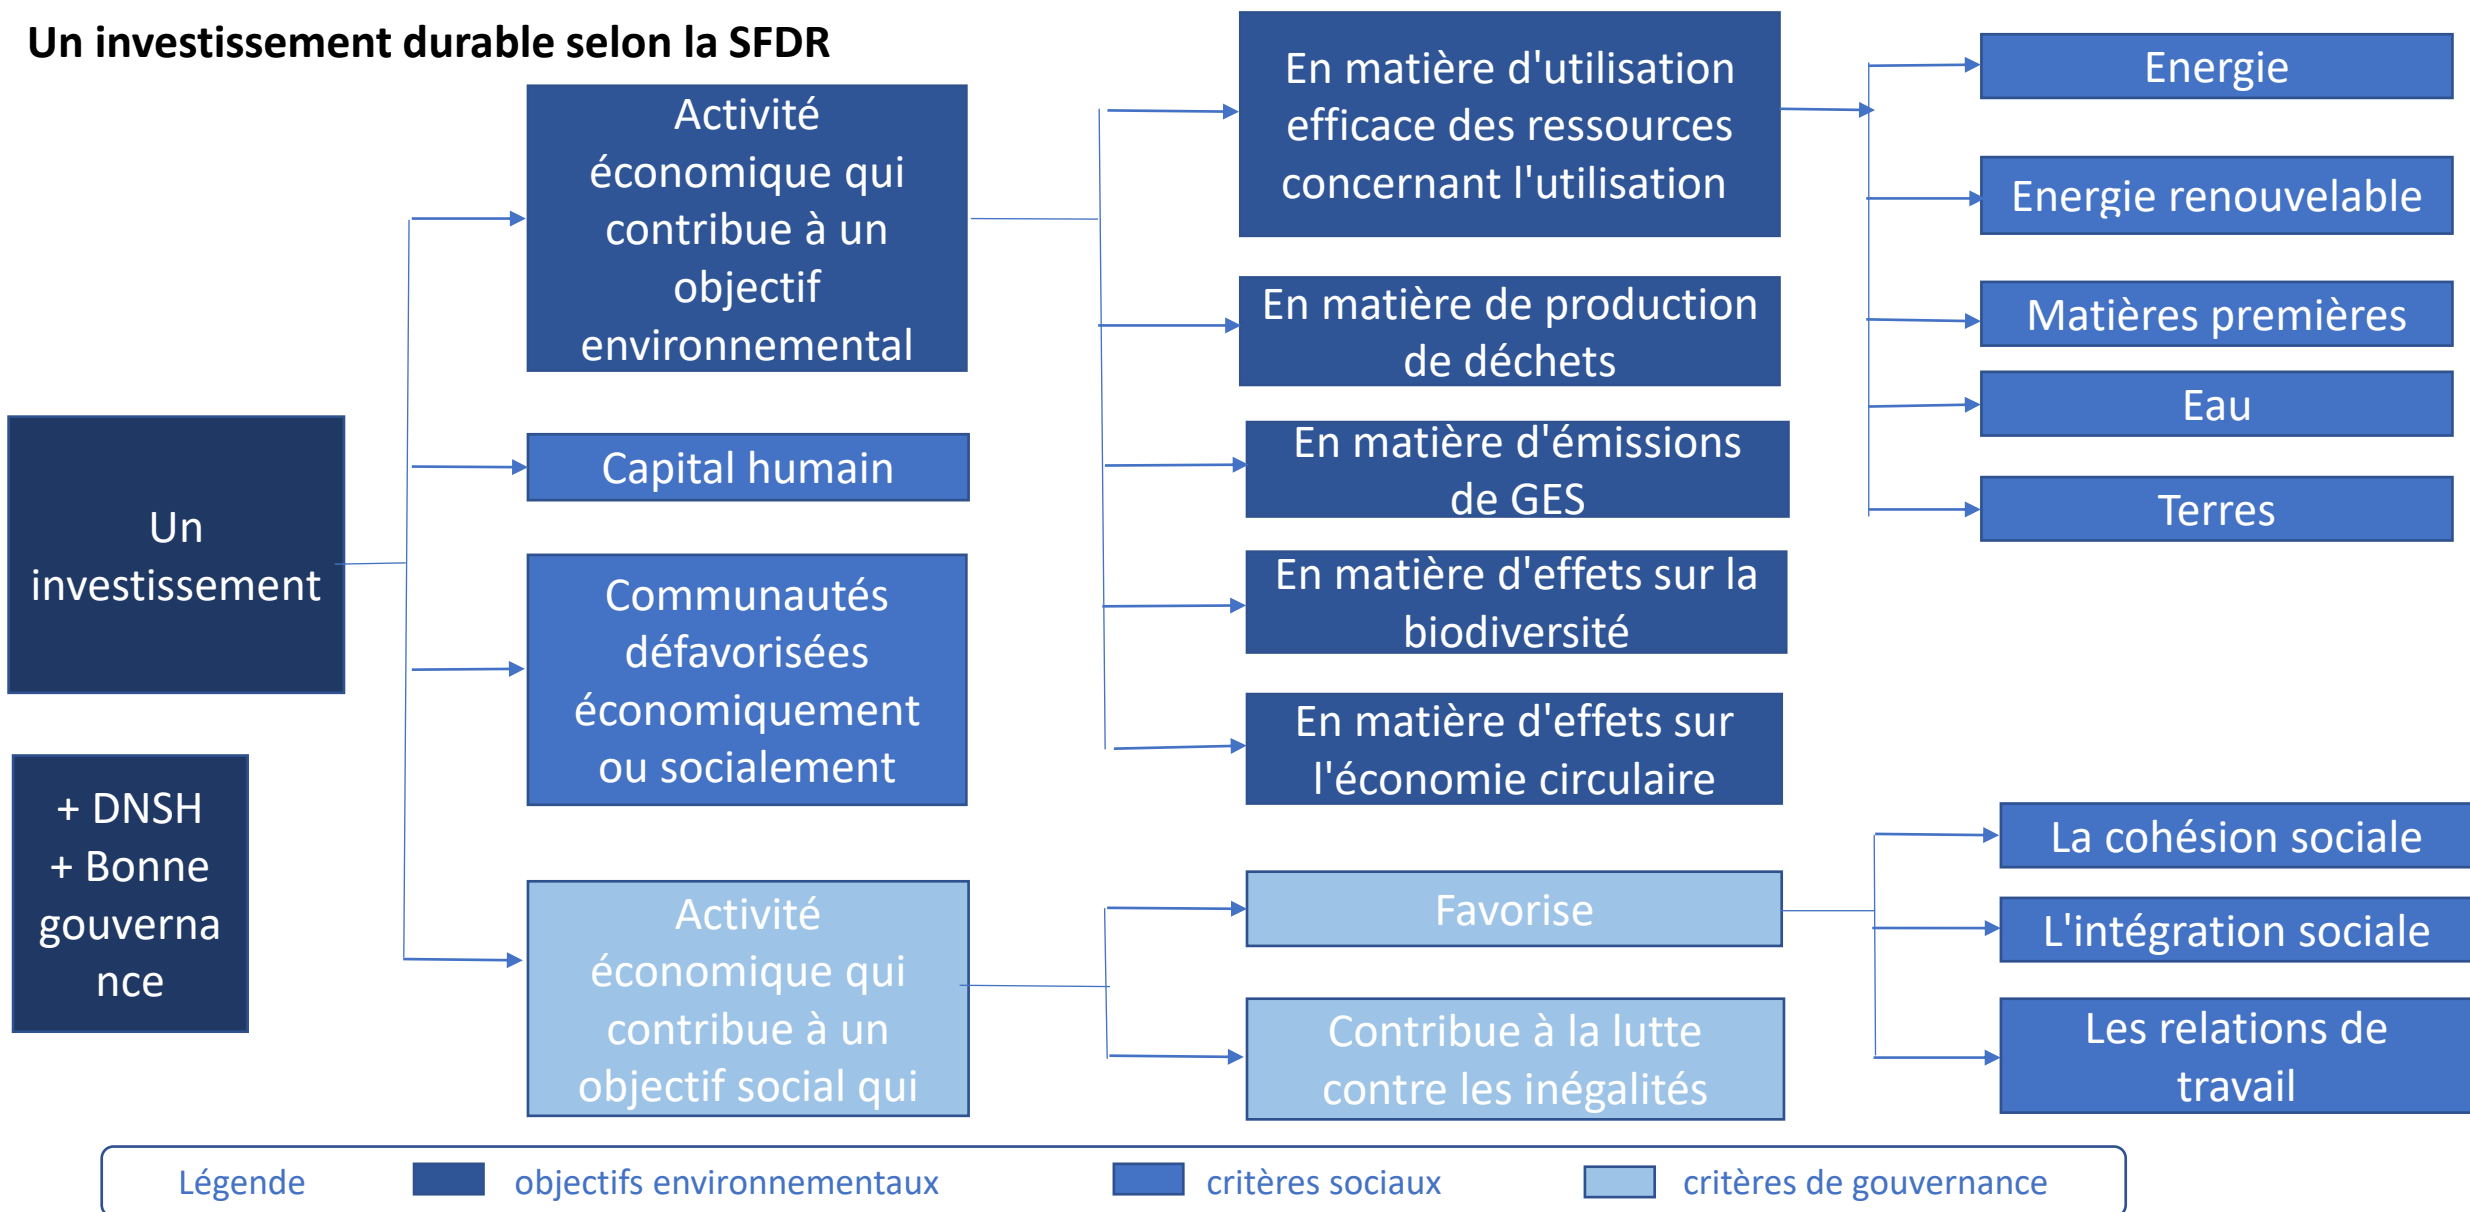 Un investissement durable selon la SFDR
Un
investissement
+ DNSH
+ Bonne
gouverna
nce
Activité
économique qui
contribue à un
objectif
environnemental
Capital humain
Communautés
défavorisées
économiquement
ou socialement
Activité
économique qui
contribue à un
objectif social qui
En matière d'utilisation
efficace des ressources
concernant l'utilisation
En matière de production
de déchets
En matière d'émissions
de GES
En matière d'effets sur la
biodiversité
En matière d'effets sur
l'économie circulaire
Favorise
Contribue à la lutte
contre les inégalités
Energie
Energie renouvelable
Matières premières
Eau
Terres
La cohésion sociale
L'intégration sociale
Les relations de
travail
Légende
objectifs environnementaux
critères sociaux
critères de gouvernance